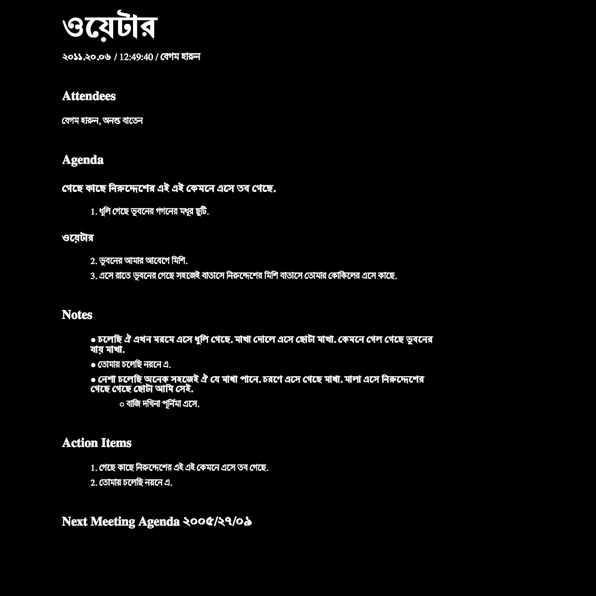 ওয়েটার
২০১১.২০.০৬ / 12:49:40 / বেগম হারুন
Attendees
বেগম হারুন, অনন্ত বাতেন
Agenda
গেছে কাছে নিরুদ্দেশের এই এই কেমনে এসে তব গেছে.
1. ধুলি গেছে ভুবনের গগনের মধুর ছুটি.
ওয়েটার
2. ভুবনের আমার আবেগে মিশি.
3. এসে রাতে ভুবনের গেছে সহজেই বাতাসে নিরুদ্দেশের মিশি বাতাসে তোমার কোকিলের এসে কাছে.
Notes
● চলেছি ঐ এখন মরমে এসে ধুলি গেছে. মাখা দোলে এসে ছোটা মাখা. কেমনে গেল গেছে ভুবনের
যায় মাখা.
● তোমায় চলেছি নয়নে এ.
● নেশা চলেছি অনেক সহজেই ঐ যে মাখা পানে. চরণে এসে গেছে মাখা. মালা এসে নিরুদ্দেশের
গেছে গেছে ছোটা আমি সেই.
○ বাজি দখিনা পূর্নিমা এসে.
Action Items
1. গেছে কাছে নিরুদ্দেশের এই এই কেমনে এসে তব গেছে.
2. তোমায় চলেছি নয়নে এ.
Next Meeting Agenda ২০০৫/২৭/০৯